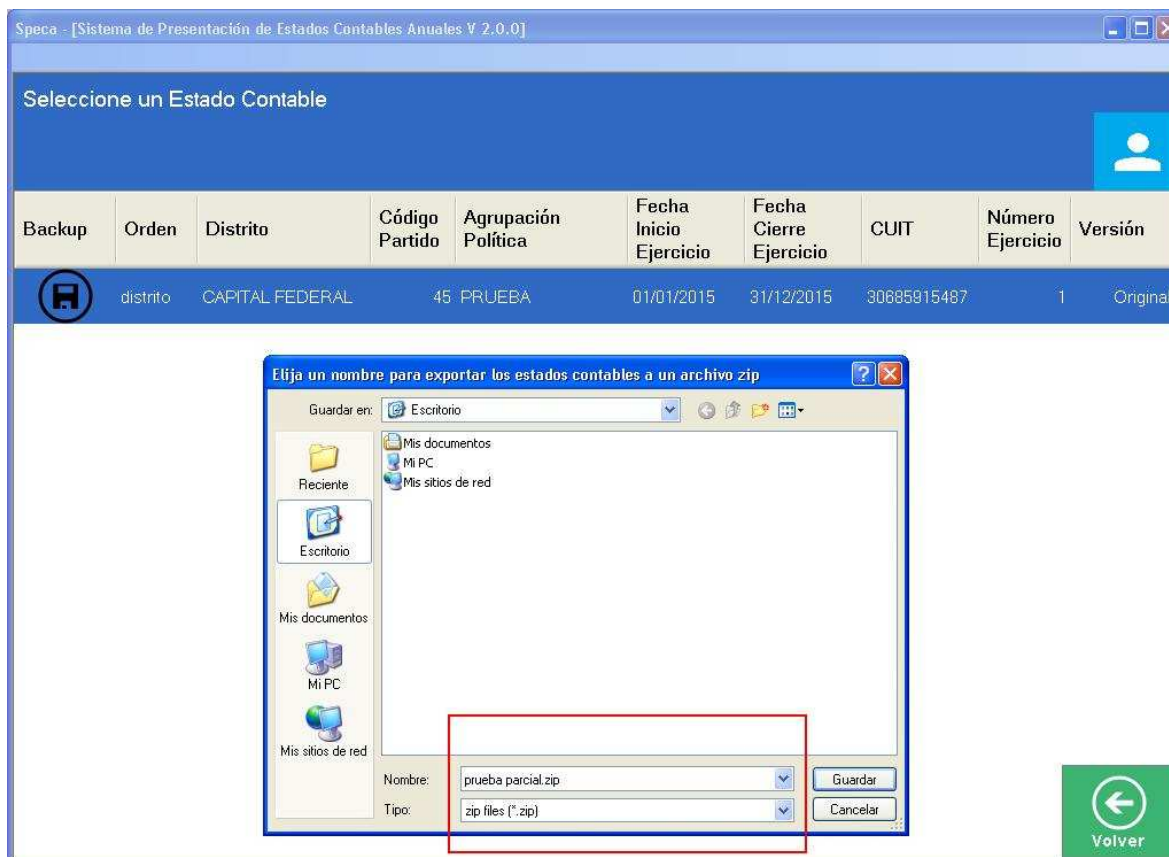 Speca - [Sistema de Presentación de Estados Contables Anuales V 2.0.0]
Seleccione un Estado Contable
Backup Orden Distrito Código Partido Agrupación Política Fecha Inicio Ejercicio Fecha Cierre Ejercicio CUIT Número Ejercicio Versión
distrito CAPITAL FEDERAL 45 PRUEBA 01/01/2015 31/12/2015 30685915487 1 Original
Elija un nombre para exportar los estados contables a un archivo zip
Guardar en: Escritorio
Mis documentos
Mi PC
Mis sitios de red
Reciente
Escritorio
Mis documentos
Mi PC
Mis sitios de red
Nombre: prueba parcial.zip Guardar
Tipo: zip files (*.zip) Cancelar
Volver